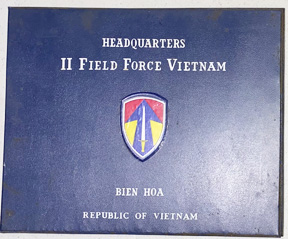 HEADQUARTERS
II FIELD FORCE VIETNAM
BIEN HOA
REPUBLIC OF VIETNAM